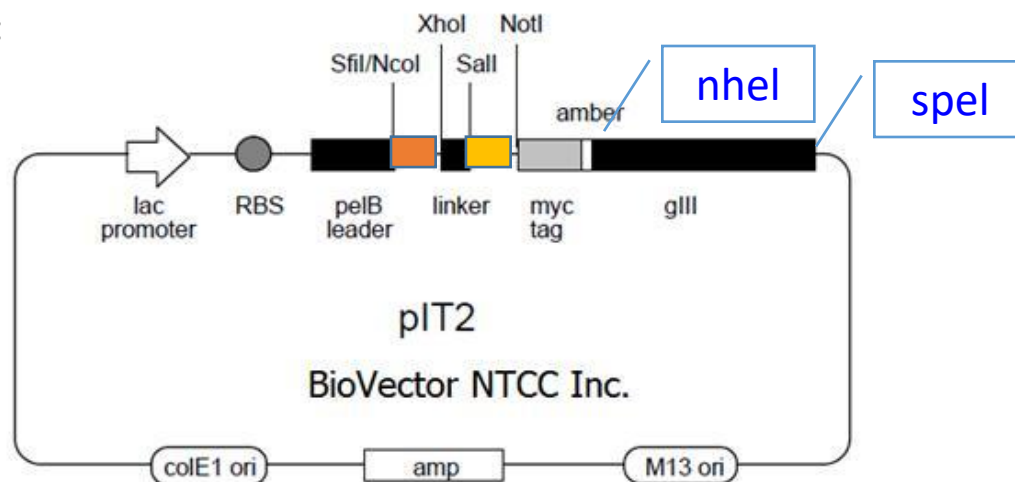 XhoI NotI
SfiI/NcoI SalI
nheI
speI
amber
lac promoter
RBS
pelB leader
linker
myc tag
gIII
pIT2
BioVector NTCC Inc.
colE1 ori
amp
M13 ori